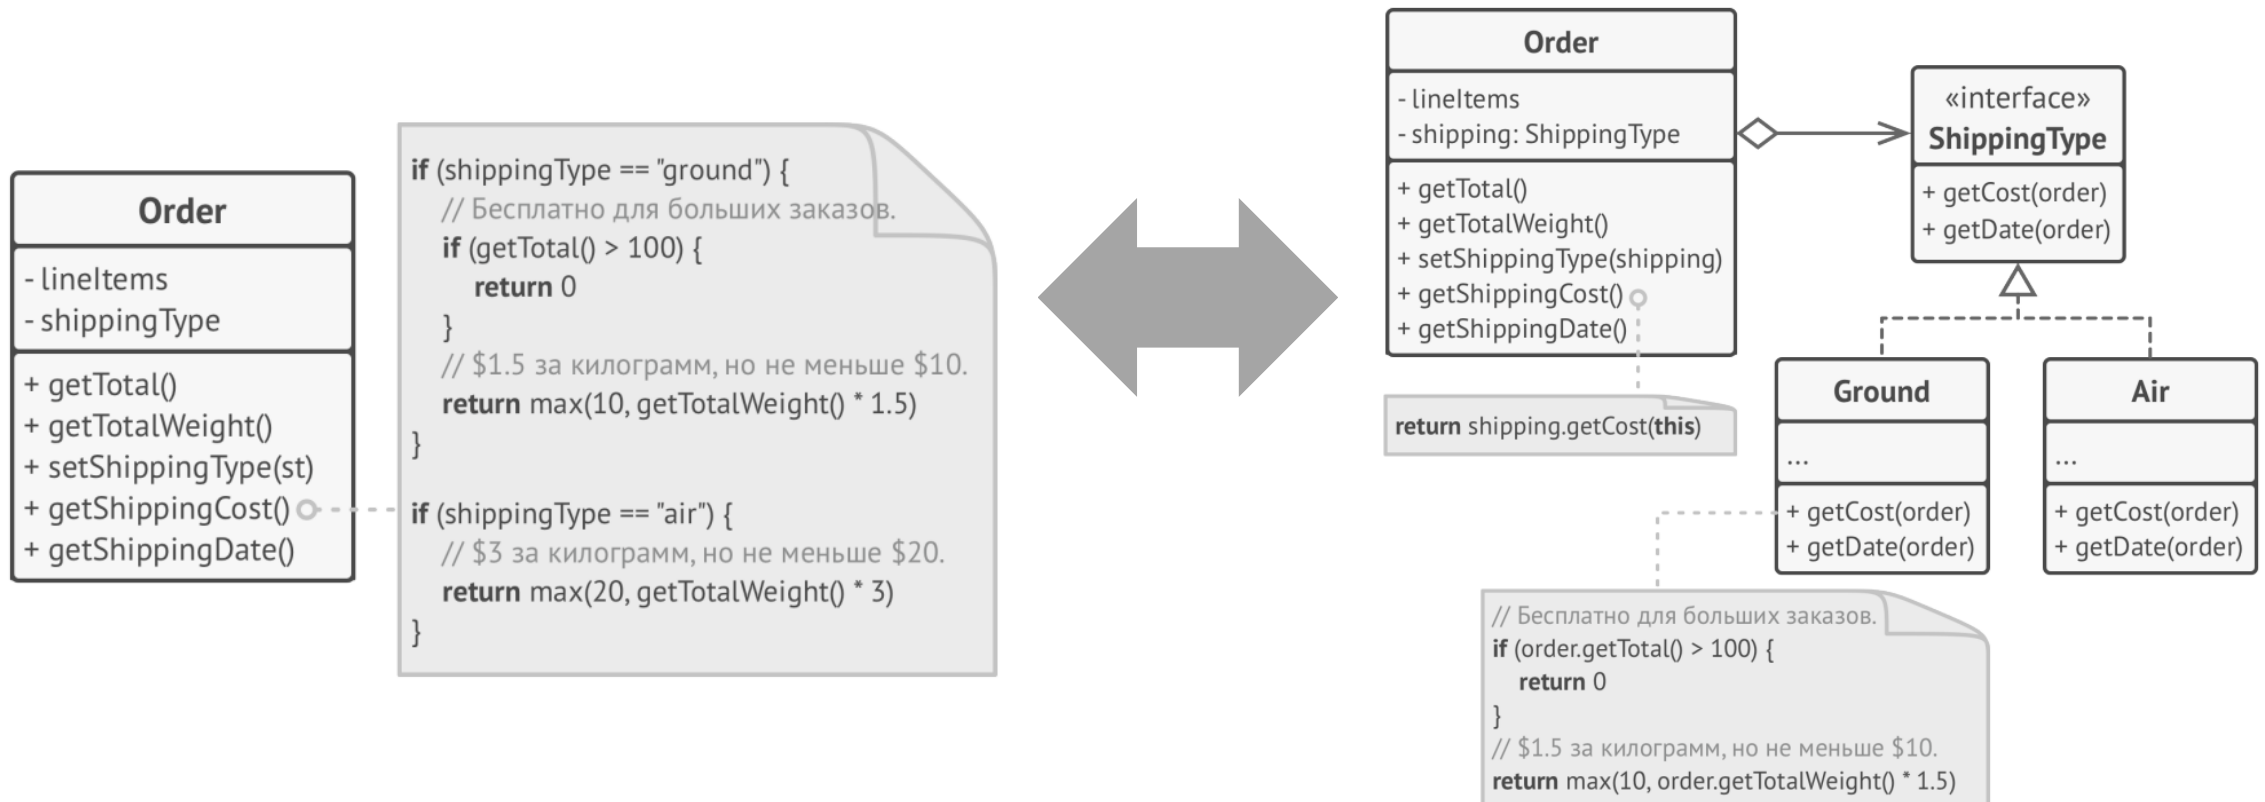 Order
- lineItems
- shippingType
+ getTotal()
+ getTotalWeight()
+ setShippingType(st)
+ getShippingCost()
+ getShippingDate()
if (shippingType == "ground") {
// Бесплатно для больших заказов.
if (getTotal() > 100) {
return 0
}
// $1.5 за килограмм, но не меньше $10.
return max(10, getTotalWeight() * 1.5)
}
if (shippingType == "air") {
// $3 за килограмм, но не меньше $20.
return max(20, getTotalWeight() * 3)
}
Order
- lineItems
- shipping: ShippingType
+ getTotal()
+ getTotalWeight()
+ setShippingType(shipping)
+ getShippingCost()
+ getShippingDate()
return shipping.getCost(this)
«interface»
ShippingType
+ getCost(order)
+ getDate(order)
Ground
...
+ getCost(order)
+ getDate(order)
Air
...
+ getCost(order)
+ getDate(order)
// Бесплатно для больших заказов.
if (order.getTotal() > 100) {
return 0
}
// $1.5 за килограмм, но не меньше $10.
return max(10, order.getTotalWeight() * 1.5)